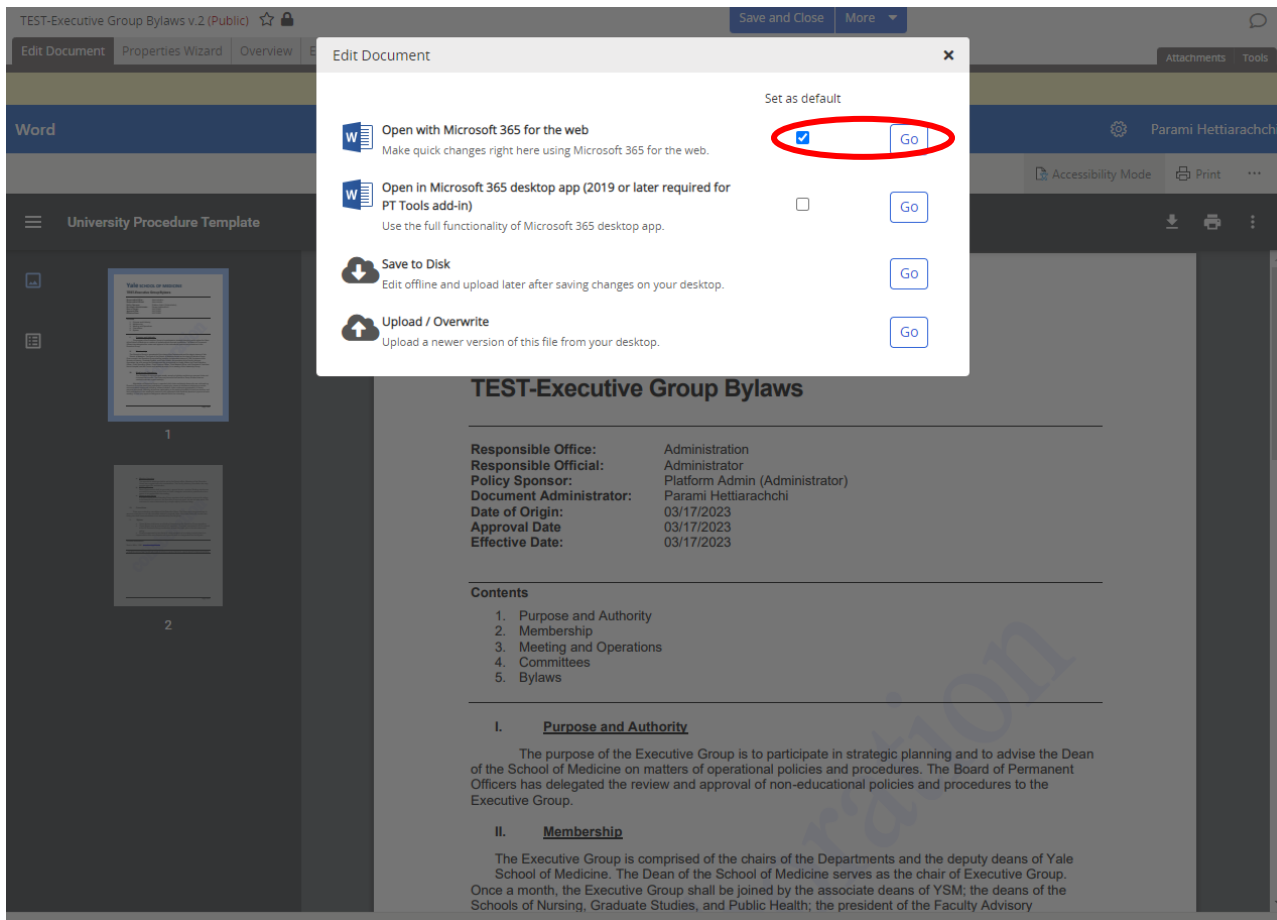 TEST-Executive Group Bylaws v.2 (Public)
Save and Close More
Edit Document Properties Wizard Overview E
Attachments Tools
Edit Document ×
Set as default
Open with Microsoft 365 for the web
Make quick changes right here using Microsoft 365 for the web.
Go
Open in Microsoft 365 desktop app (2019 or later required for
PT Tools add-in)
Use the full functionality of Microsoft 365 desktop app.
Go
Save to Disk
Edit offline and upload later after saving changes on your desktop.
Go
Upload / Overwrite
Upload a newer version of this file from your desktop.
Go
Word
Parami Hettiarachchi
Accessibility Mode Print ···
University Procedure Template
1
2
TEST-Executive Group Bylaws
Responsible Office: Administration
Responsible Official: Administrator
Policy Sponsor: Platform Admin (Administrator)
Document Administrator: Parami Hettiarachchi
Date of Origin: 03/17/2023
Approval Date 03/17/2023
Effective Date: 03/17/2023
Contents
1. Purpose and Authority
2. Membership
3. Meeting and Operations
4. Committees
5. Bylaws
I. Purpose and Authority
The purpose of the Executive Group is to participate in strategic planning and to advise the Dean
of the School of Medicine on matters of operational policies and procedures. The Board of Permanent
Officers has delegated the review and approval of non-educational policies and procedures to the
Executive Group.
II. Membership
The Executive Group is comprised of the chairs of the Departments and the deputy deans of Yale
School of Medicine. The Dean of the School of Medicine serves as the chair of Executive Group.
Once a month, the Executive Group shall be joined by the associate deans of YSM; the deans of the
Schools of Nursing, Graduate Studies, and Public Health; the president of the Faculty Advisory